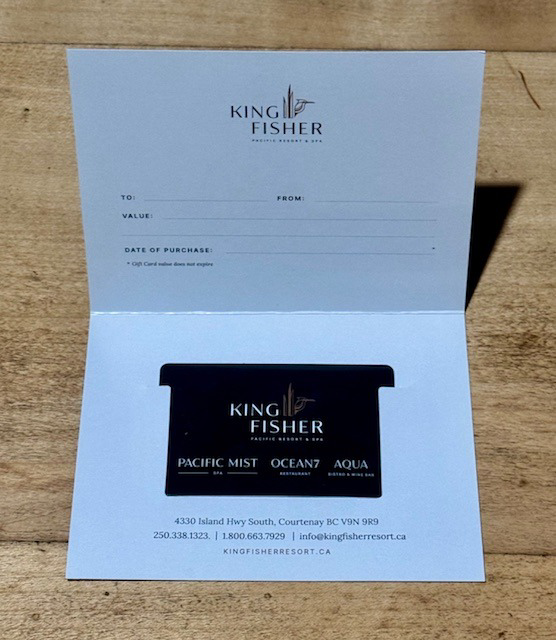 KING
FISHER
PACIFIC RESORT & SPA
TO: FROM:
VALUE:
DATE OF PURCHASE: *
* Gift Card value does not expire
KING
FISHER
PACIFIC RESORT & SPA
PACIFIC MIST OCEAN7 AQUA
SPA RESTAURANT BISTRO & WINE BAR
4330 Island Hwy South, Courtenay BC V9N 9R9
250.338.1323. | 1.800.663.7929 | info@kingfisherresort.ca
KINGFISHERRESORT.CA